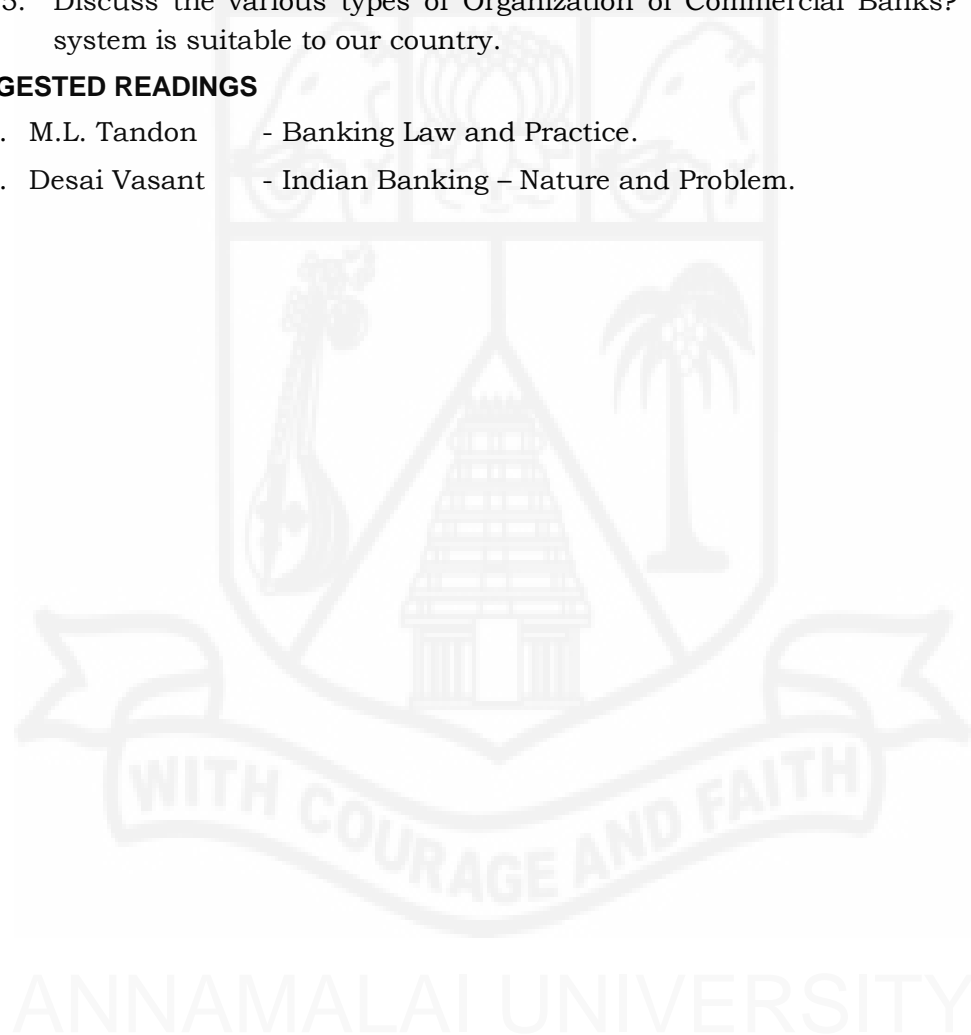 5. Discuss the various types of Organization of Commercial Banks?
system is suitable to our country.
GESTED READINGS
. M.L. Tandon - Banking Law and Practice.
. Desai Vasant - Indian Banking – Nature and Problem.
WITH COURAGE AND FAITH
ANNAMALAI UNIVERSITY